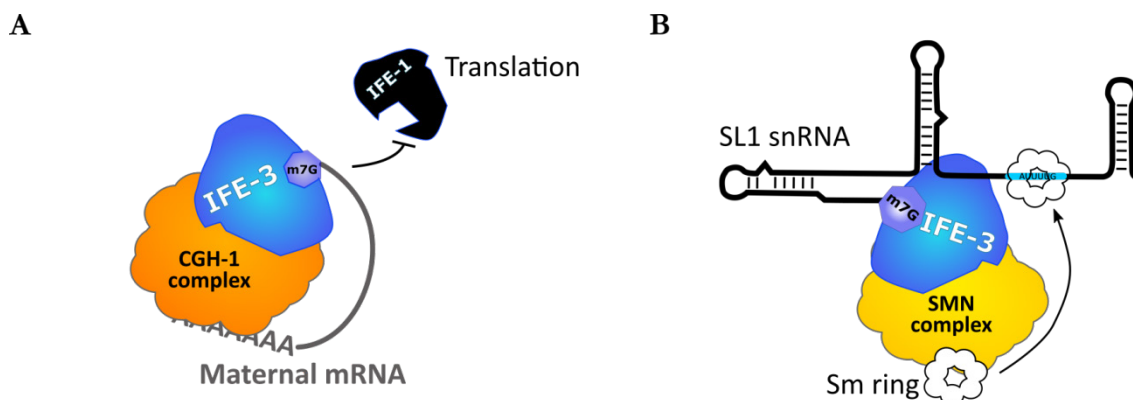 A
IFE-1
Translation
m7G
IFE-3
CGH-1
complex
AAAAAAA
Maternal mRNA
B
SL1 snRNA
AUUUUG
m7G
IFE-3
SMN
complex
Sm ring